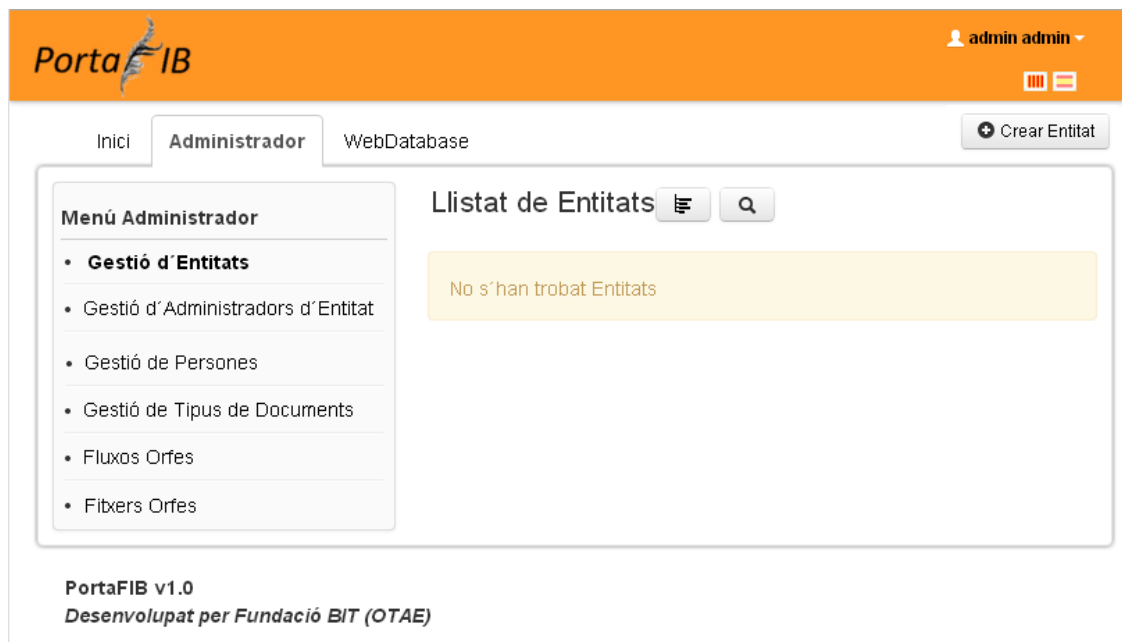 PortaFIB
admin admin
Inici
Administrador
WebDatabase
Crear Entitat
Menú Administrador
Gestió d´Entitats
Gestió d´Administradors d´Entitat
Gestió de Persones
Gestió de Tipus de Documents
Fluxos Orfes
Fitxers Orfes
Llistat de Entitats
No s´han trobat Entitats
PortaFIB v1.0
Desenvolupat per Fundació BIT (OTAE)